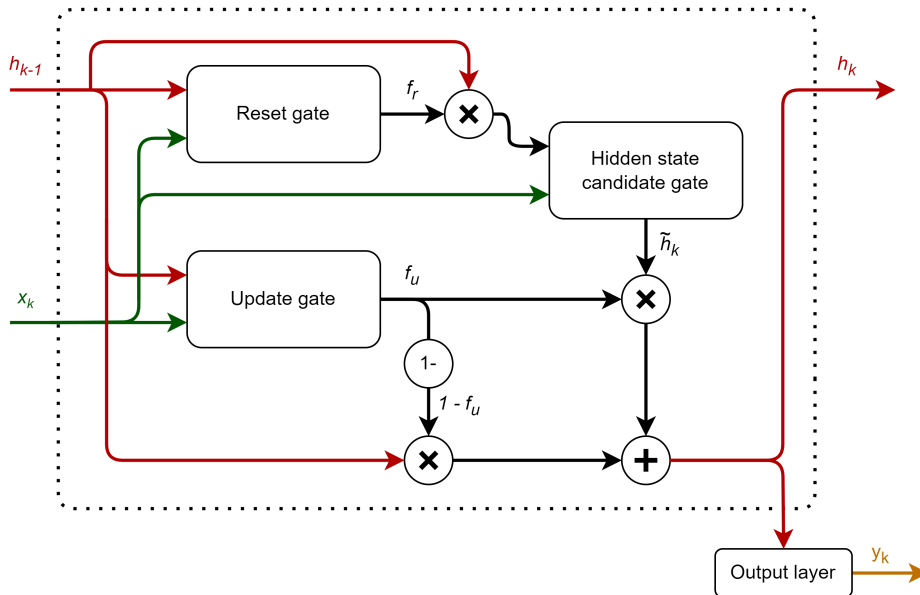 h_{k-1}
h_k
Reset gate
f_r
Hidden state
candidate gate
h̃_k
x_k
Update gate
f_u
1-
1 - f_u
y_k
Output layer